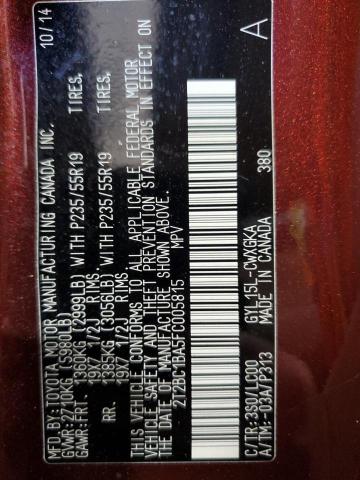 MFD BY: TOYOTA MOTOR MANUFACTURING CANADA INC. 10/14
GVWR:2710KG (5980LB)
GAWR:FRT. 1360KG (2999LB) WITH P235/55R19 TIRES,
19X7 1/2J RIMS
RR. 1385KG (3056LB) WITH P235/55R19 TIRES,
19X7 1/2J RIMS
THIS VEHICLE CONFORMS TO ALL APPLICABLE FEDERAL MOTOR
VEHICLE SAFETY AND THEFT PREVENTION STANDARDS IN EFFECT ON
THE DATE OF MANUFACTURE SHOWN ABOVE.
2T2BC1BA5FC005815 MPV
C/TR:3S0/LC00 GYL15L-CWXGKA A
A/TM:-03A/P313 MADE IN CANADA 380